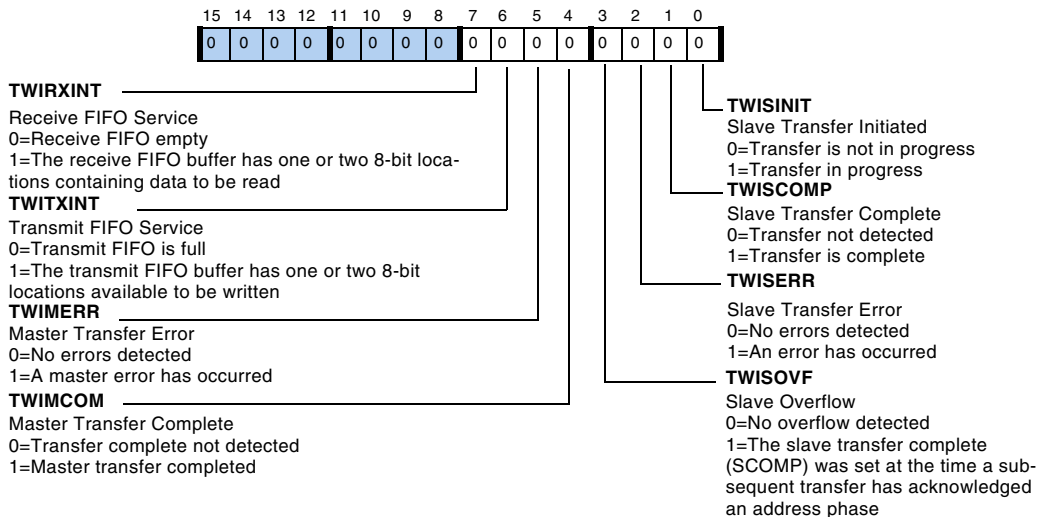 15 14 13 12 11 10 9 8 7 6 5 4 3 2 1 0
0 0 0 0 0 0 0 0 0 0 0 0 0 0 0 0
TWIRXINT
Receive FIFO Service
0=Receive FIFO empty
1=The receive FIFO buffer has one or two 8-bit loca-
tions containing data to be read
TWITXINT
Transmit FIFO Service
0=Transmit FIFO is full
1=The transmit FIFO buffer has one or two 8-bit
locations available to be written
TWIMERR
Master Transfer Error
0=No errors detected
1=A master error has occurred
TWIMCOM
Master Transfer Complete
0=Transfer complete not detected
1=Master transfer completed
TWISINIT
Slave Transfer Initiated
0=Transfer is not in progress
1=Transfer in progress
TWISCOMP
Slave Transfer Complete
0=Transfer not detected
1=Transfer is complete
TWISERR
Slave Transfer Error
0=No errors detected
1=An error has occurred
TWISOVF
Slave Overflow
0=No overflow detected
1=The slave transfer complete
(SCOMP) was set at the time a sub-
sequent transfer has acknowledged
an address phase